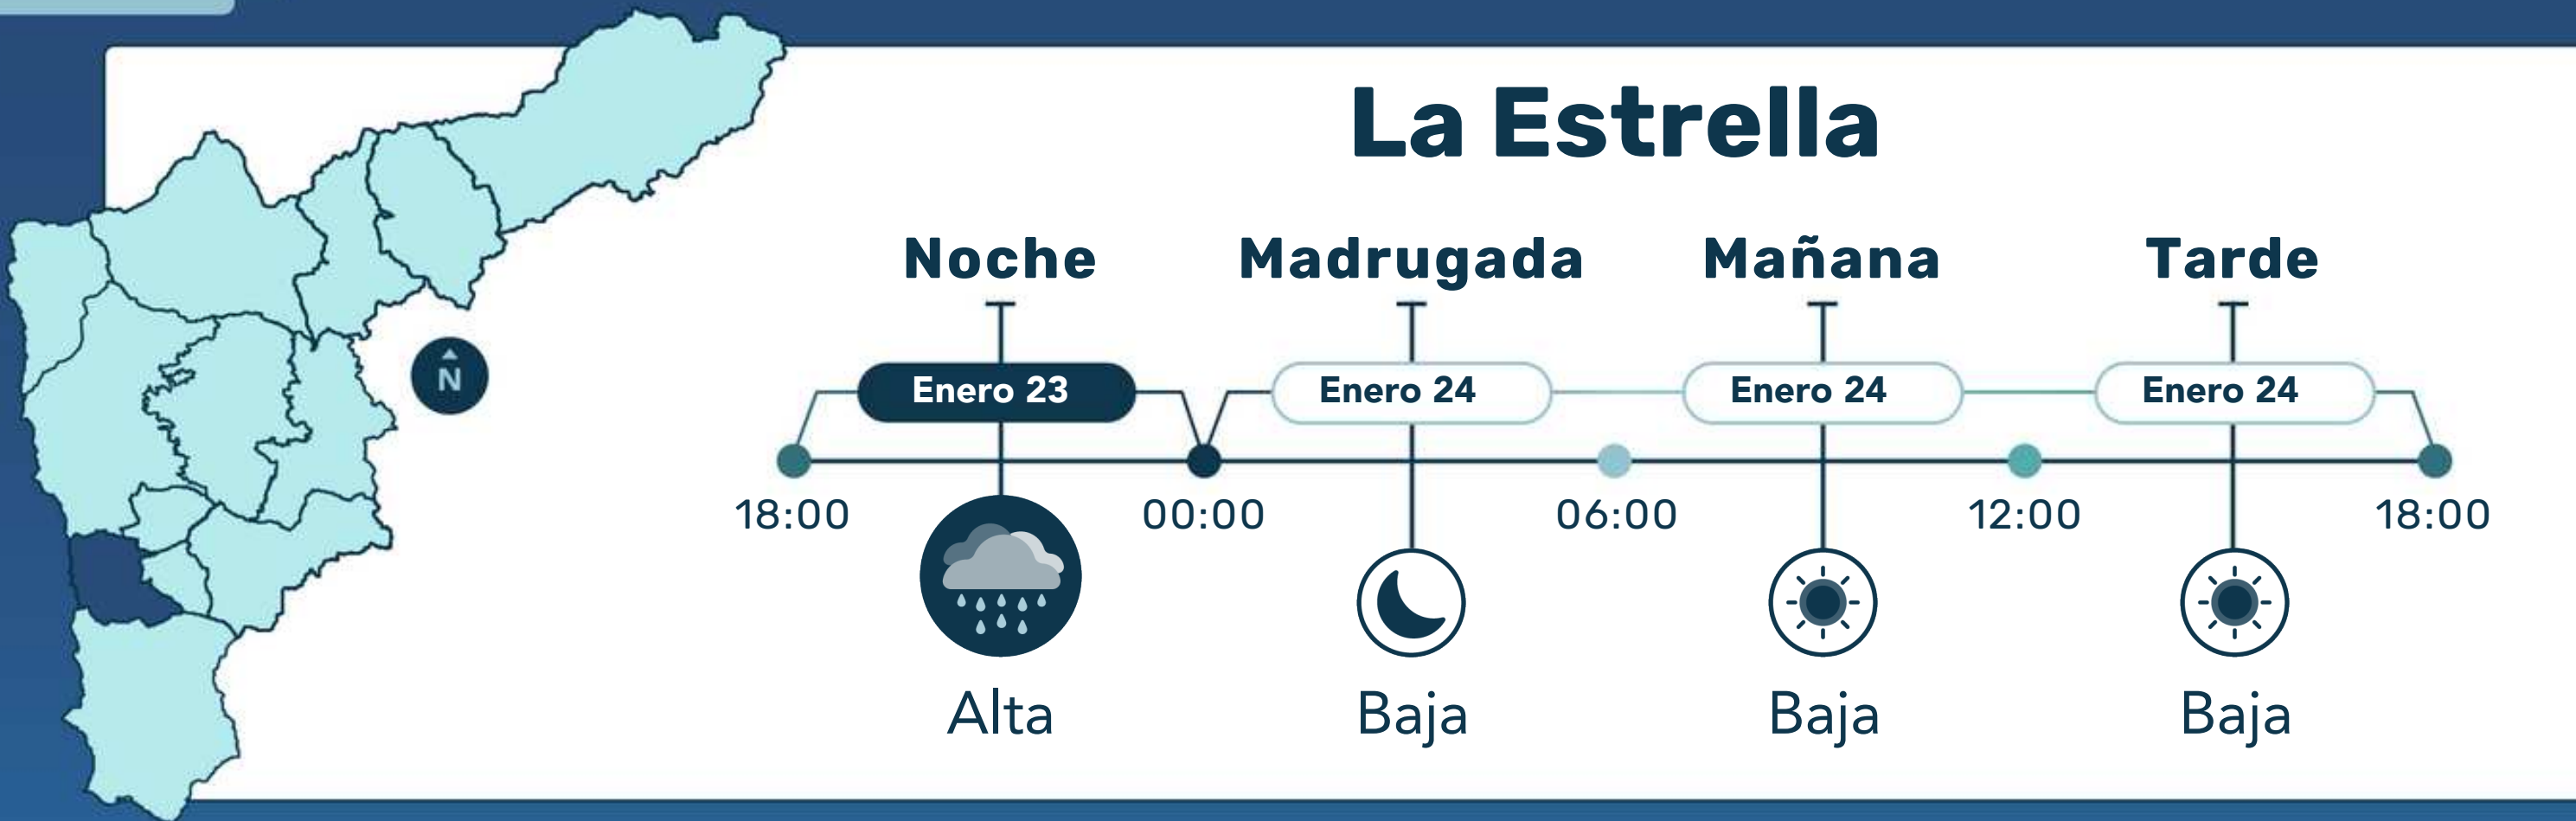 La Estrella
Noche Madrugada Mañana Tarde
N
Enero 23 Enero 24 Enero 24 Enero 24
18:00 00:00 06:00 12:00 18:00
Alta Baja Baja Baja